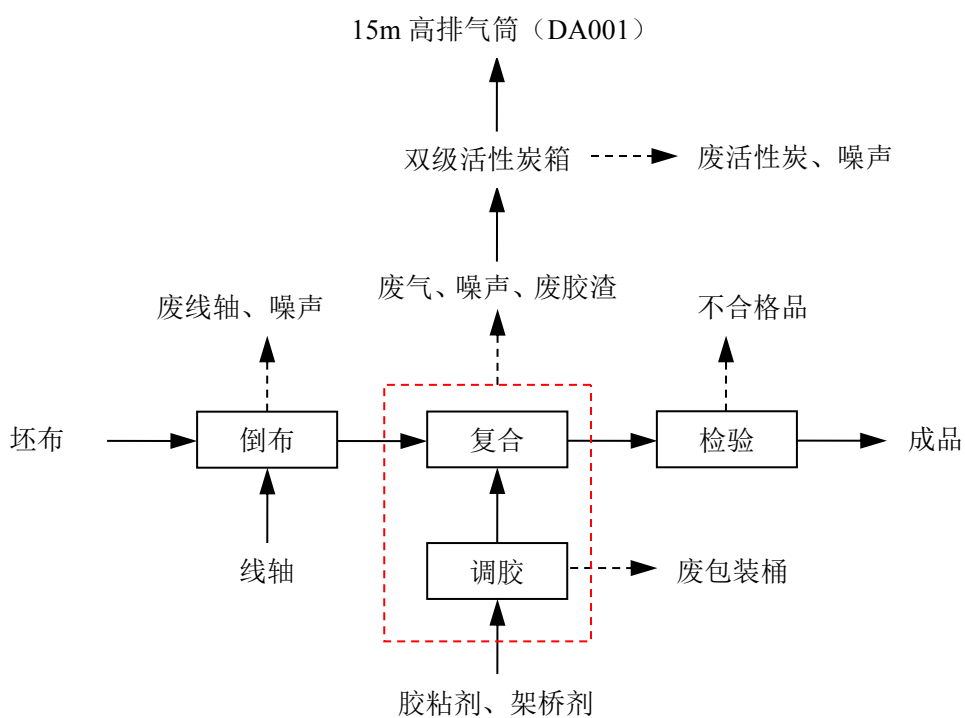 15m 高排气筒（DA001）
双级活性炭箱
废活性炭、噪声
废气、噪声、废胶渣
废线轴、噪声
不合格品
坯布
倒布
复合
检验
成品
线轴
调胶
废包装桶
胶粘剂、架桥剂